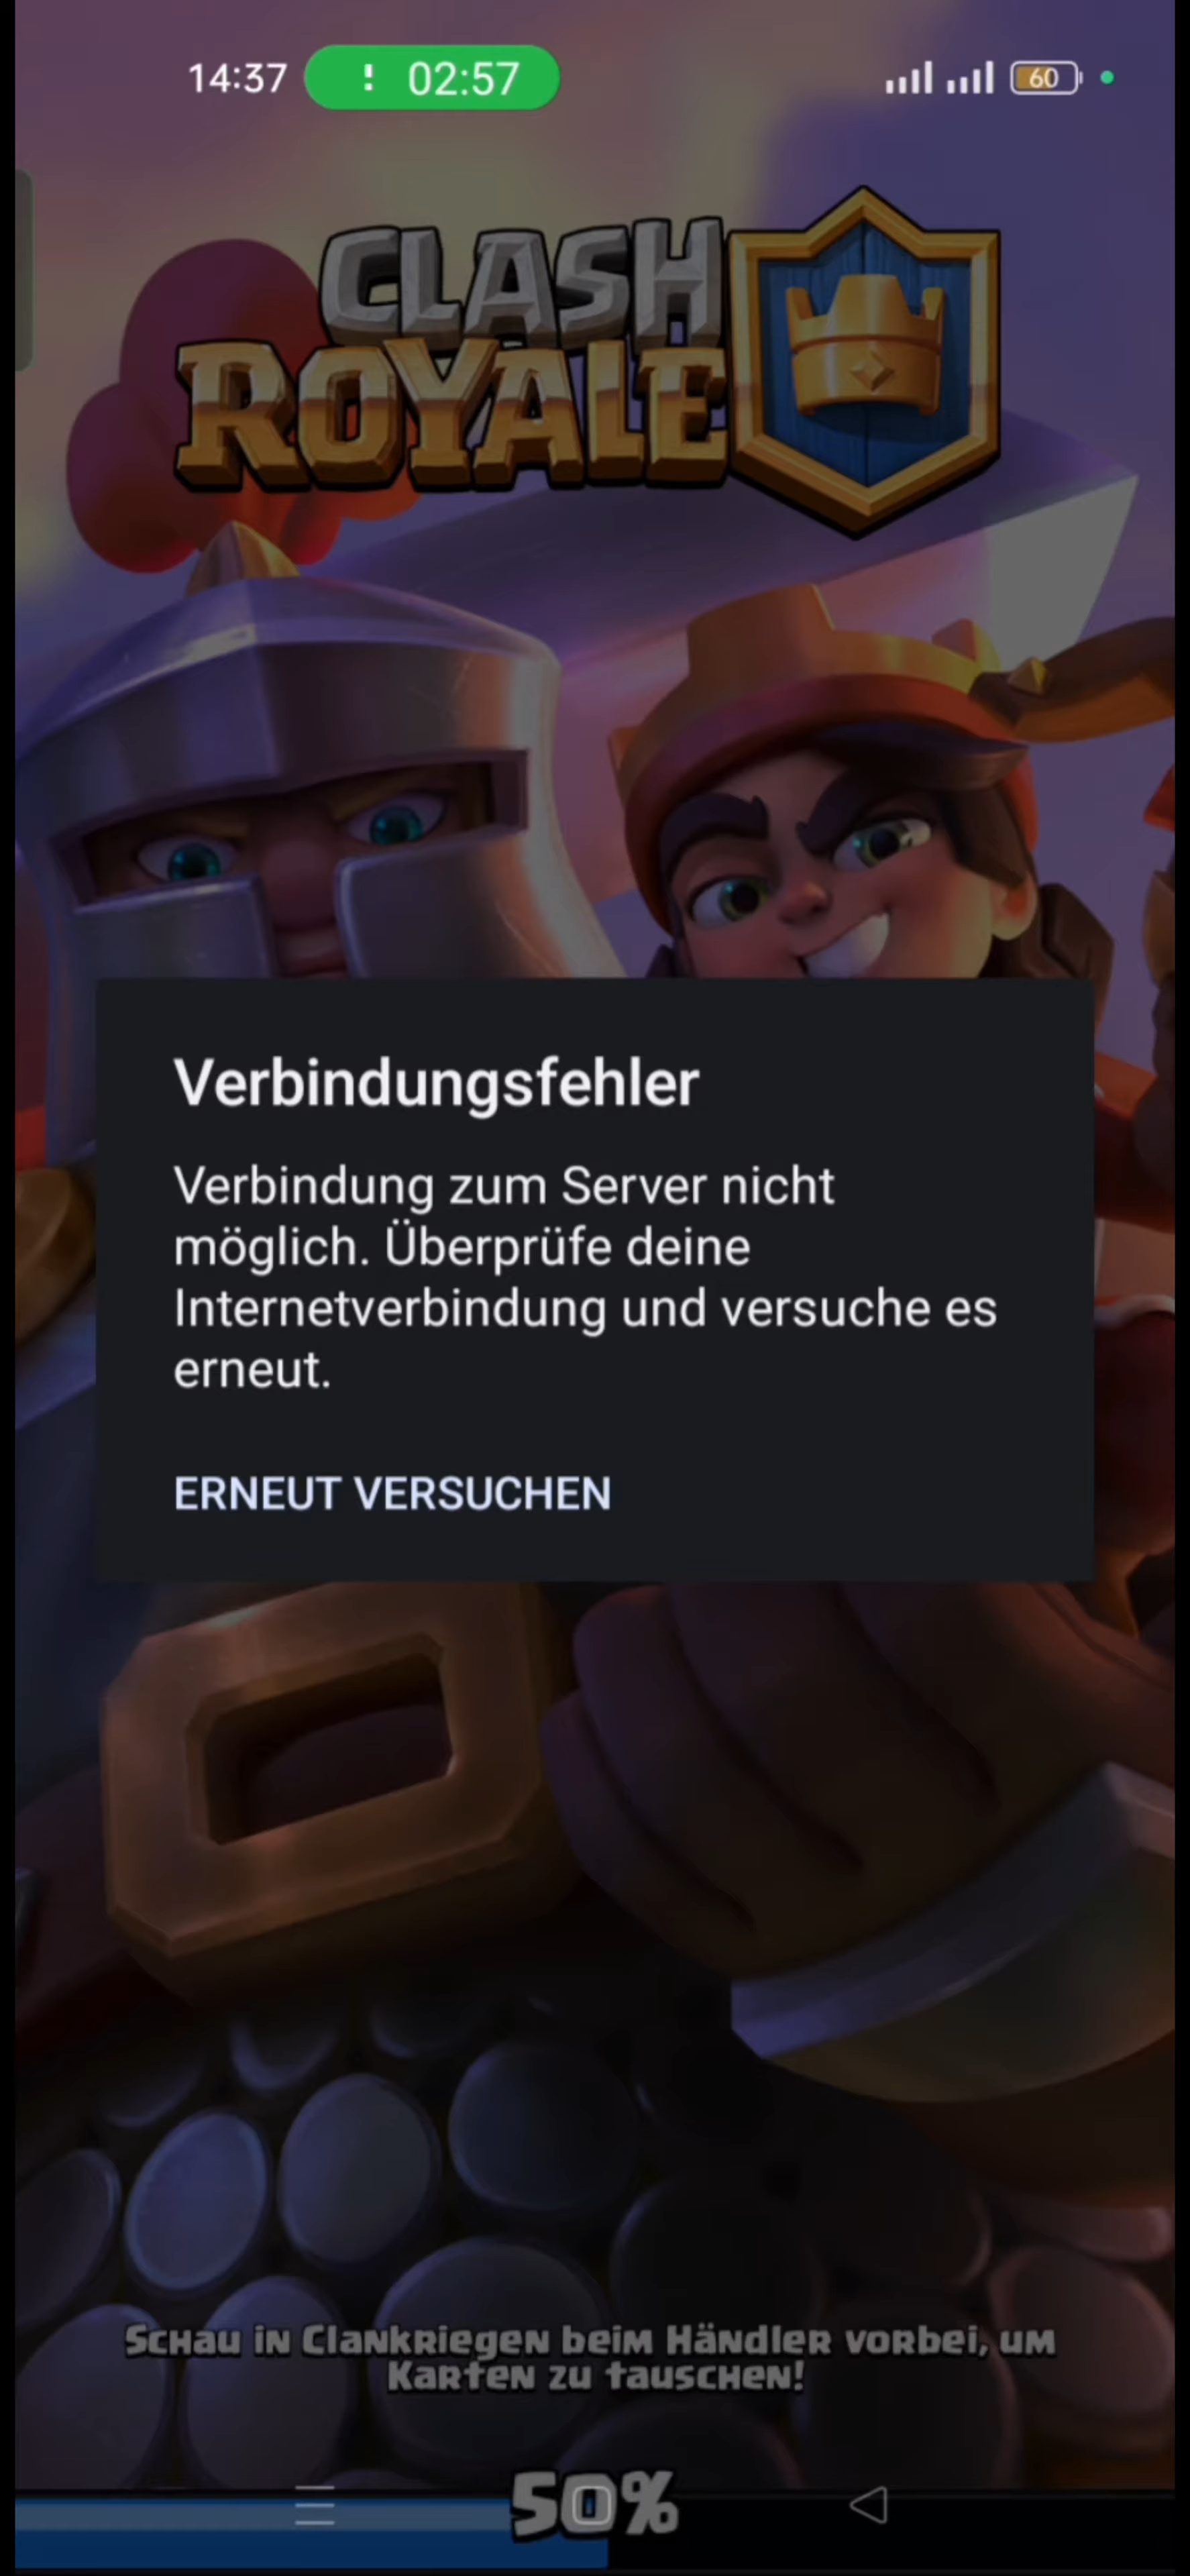 14:37 ! 02:57 60
CLASH
ROYALE
Verbindungsfehler
Verbindung zum Server nicht
möglich. Überprüfe deine
Internetverbindung und versuche es
erneut.
ERNEUT VERSUCHEN
Schau in Clankriegen beim Händler vorbei, um
Karten zu tauschen!
50%